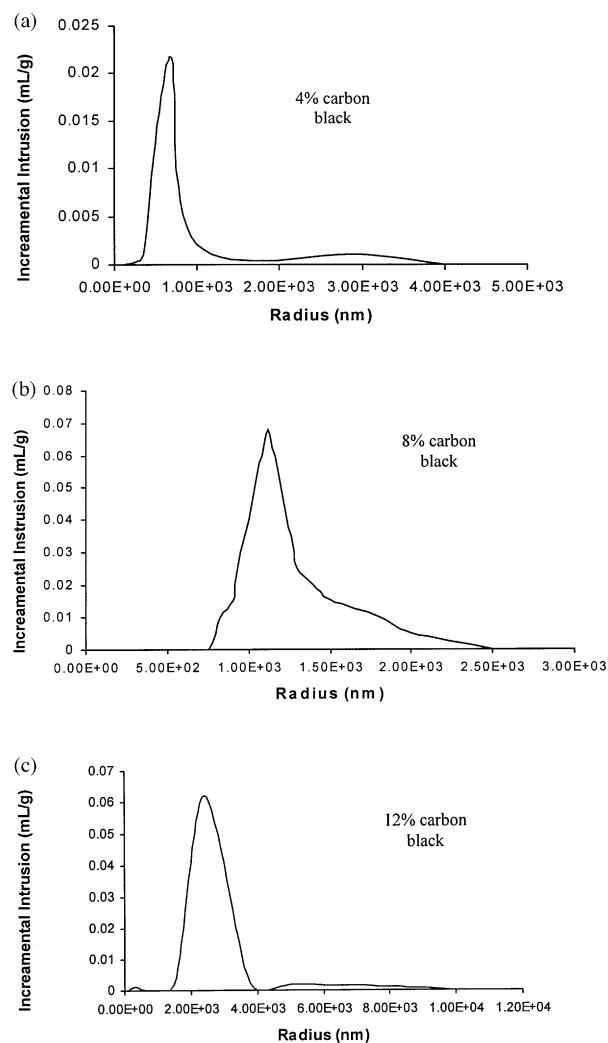 (a)
Increamental Intrusion (mL/g)
0.025
0.02
0.015
0.01
0.005
0
4% carbon
black
0.00E+00 1.00E+03 2.00E+03 3.00E+03 4.00E+03 5.00E+03
Radius (nm)
(b)
Increamental Instrusion (mL/g)
0.08
0.07
0.06
0.05
0.04
0.03
0.02
0.01
0
8% carbon
black
0.00E+00 5.00E+02 1.00E+03 1.50E+03 2.00E+03 2.50E+03 3.00E+03
Radius (nm)
(c)
Increamental Intrusion (mL/g)
0.07
0.06
0.05
0.04
0.03
0.02
0.01
0
12% carbon
black
0.00E+00 2.00E+03 4.00E+03 6.00E+03 8.00E+03 1.00E+04 1.20E+04
Radius (nm)